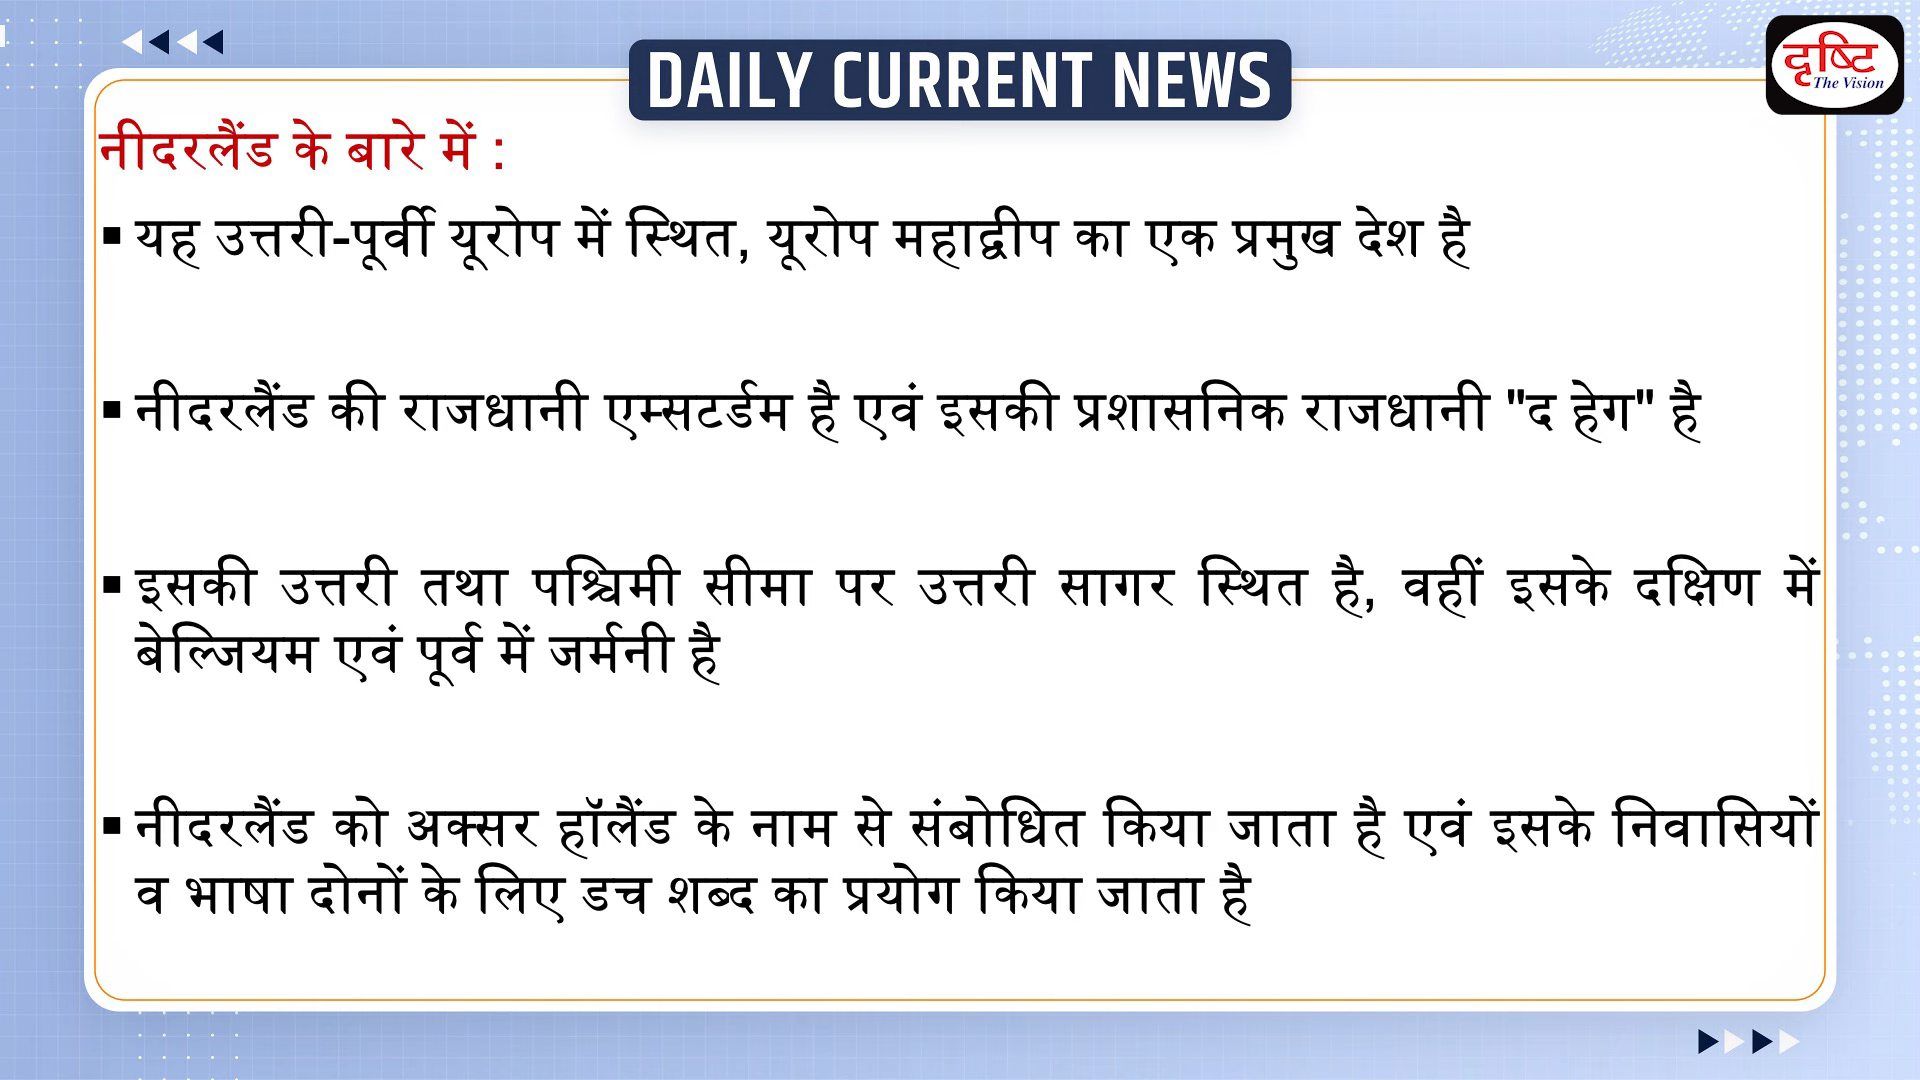 DAILY CURRENT NEWS
दृष्टि
The Vision
नीदरलैंड के बारे में :
▪ यह उत्तरी-पूर्वी यूरोप में स्थित, यूरोप महाद्वीप का एक प्रमुख देश है
▪ नीदरलैंड की राजधानी एम्सटर्डम है एवं इसकी प्रशासनिक राजधानी "द हेग" है
▪ इसकी उत्तरी तथा पश्चिमी सीमा पर उत्तरी सागर स्थित है, वहीं इसके दक्षिण में
बेल्जियम एवं पूर्व में जर्मनी है
▪ नीदरलैंड को अक्सर हॉलैंड के नाम से संबोधित किया जाता है एवं इसके निवासियों
व भाषा दोनों के लिए डच शब्द का प्रयोग किया जाता है